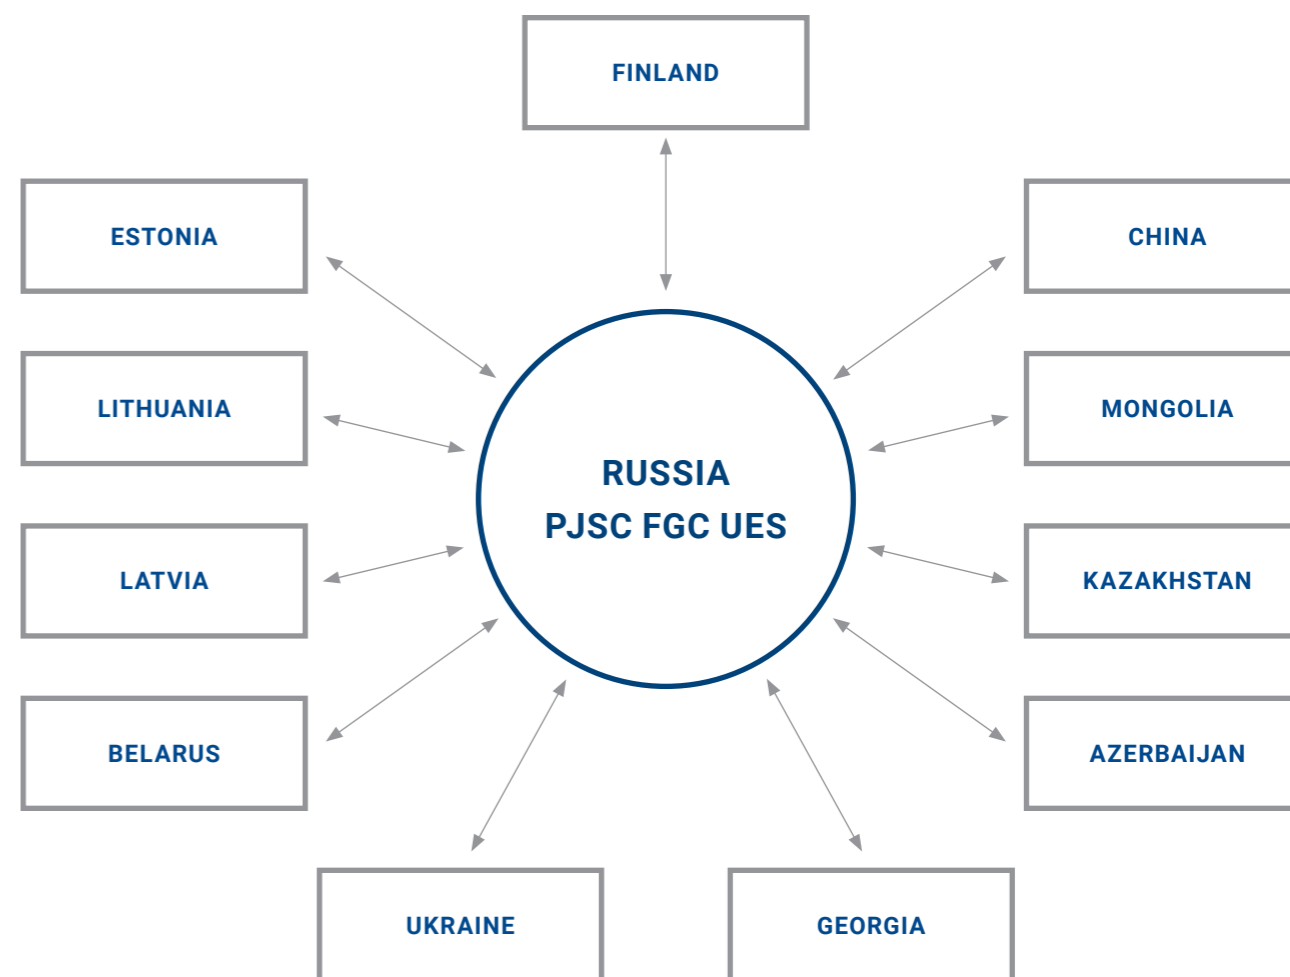 FINLAND
ESTONIA
CHINA
LITHUANIA
MONGOLIA
RUSSIA
PJSC FGC UES
LATVIA
KAZAKHSTAN
BELARUS
AZERBAIJAN
UKRAINE
GEORGIA